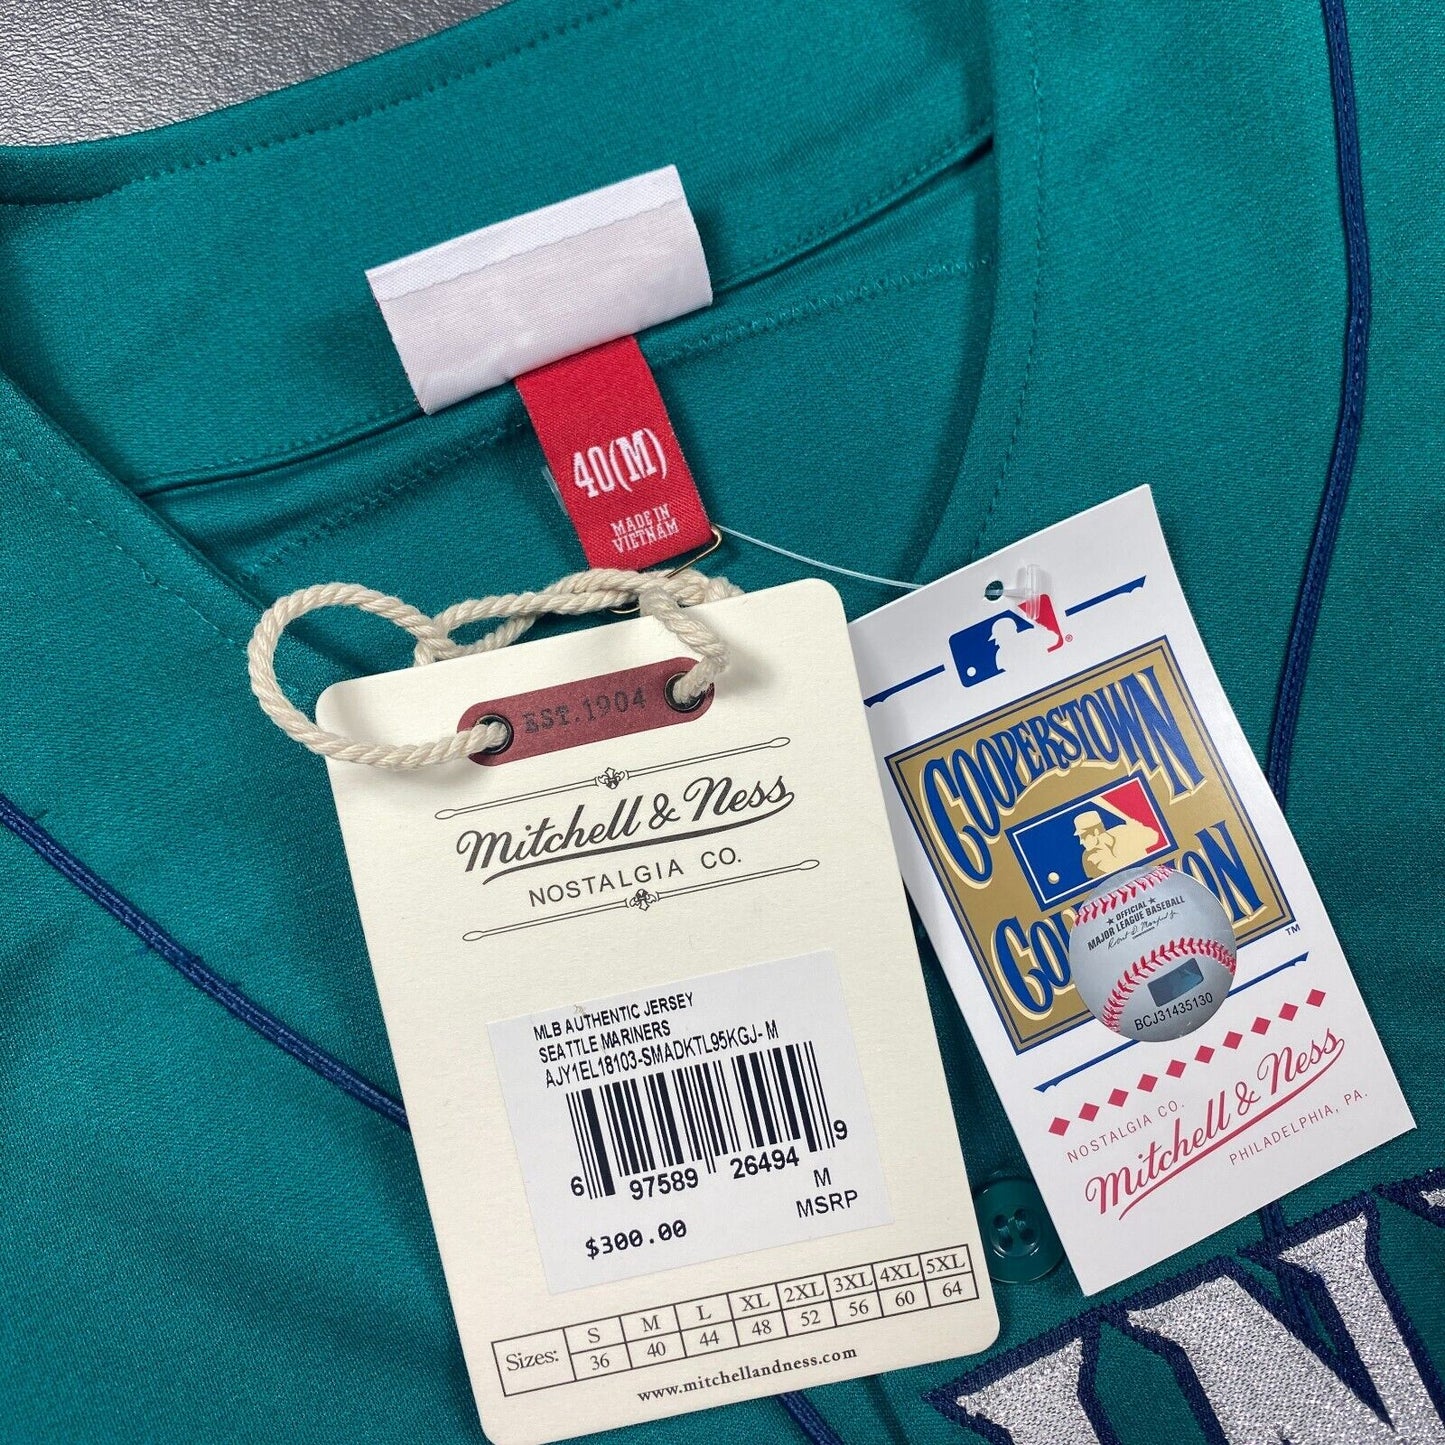 40(M)
MADE IN
VIETNAM
EST.1904
Mitchell & Ness
NOSTALGIA CO.
MLB AUTHENTIC JERSEY
SEATTLE MARINERS
AJY1EL18103-SMADKTL95KGJ- M
6 97589 26494 9
M
$300.00 MSRP
Sizes: S M L XL 2XL 3XL 4XL 5XL
36 40 44 48 52 56 60 64
www.mitchellandness.com
®
COOPERSTOWN
™
★ OFFICIAL ★
MAJOR LEAGUE BASEBALL
BCJ31435130
NOSTALGIA CO.
Mitchell & Ness
PHILADELPHIA, PA.